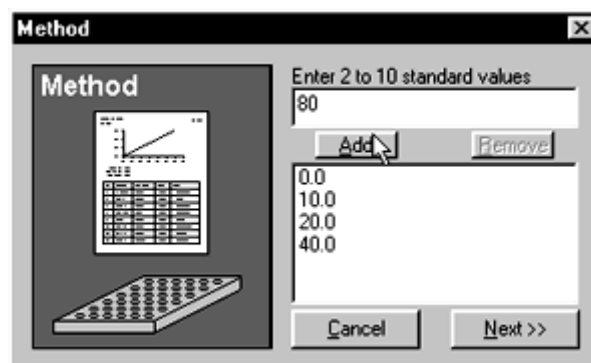 Method
Method
Enter 2 to 10 standard values
80
Add Remove
0.0
10.0
20.0
40.0
Cancel Next >>